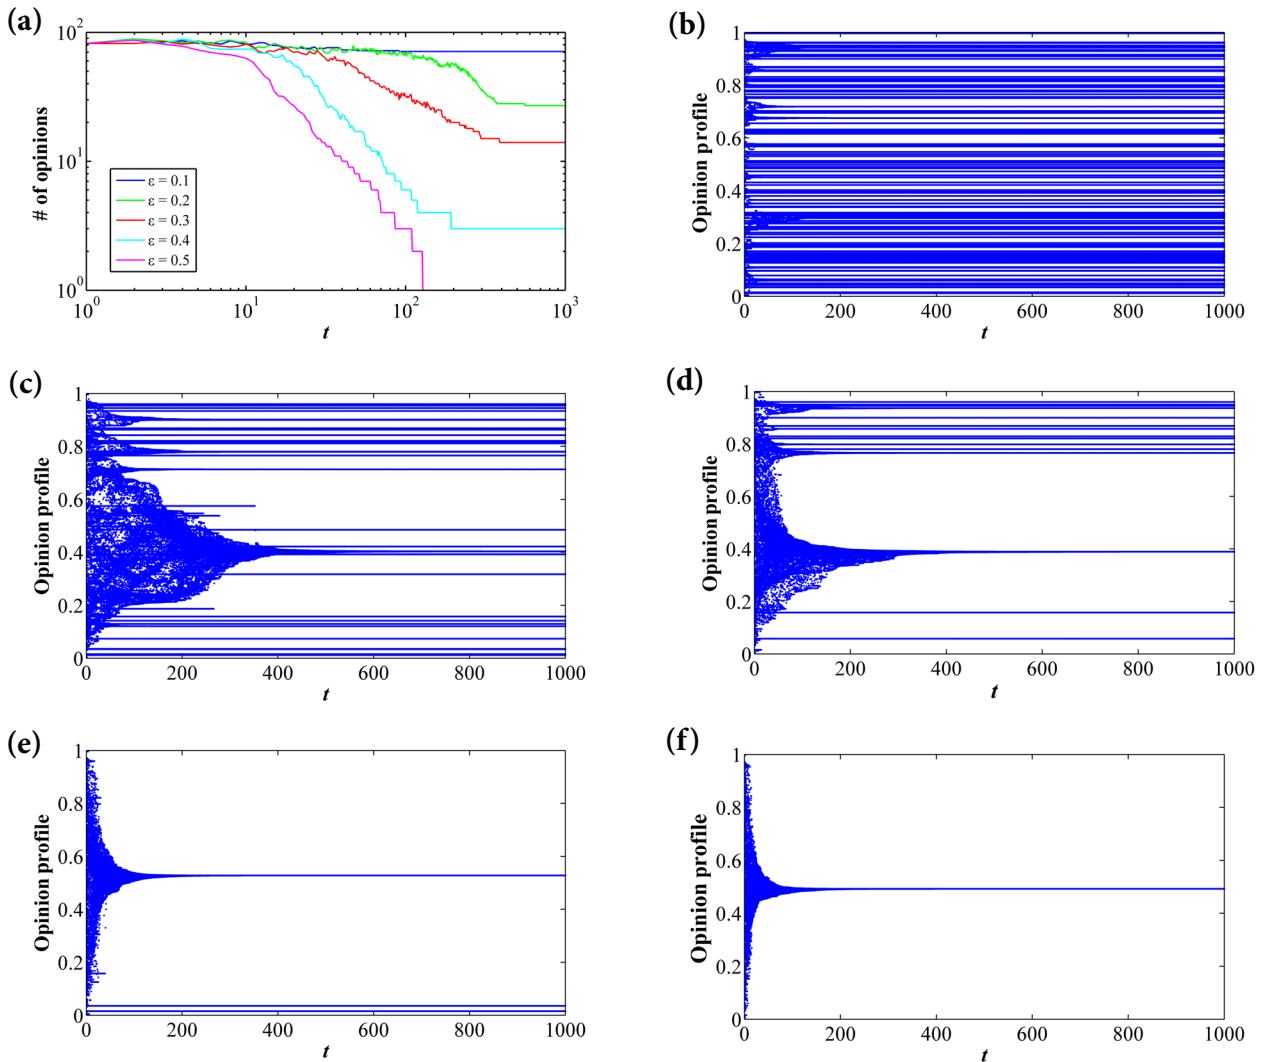 (a)
# of opinions
10^2
10^1
10^0
ε = 0.1
ε = 0.2
ε = 0.3
ε = 0.4
ε = 0.5
10^0 10^1 10^2 10^3
t
(b)
Opinion profile
1
0.8
0.6
0.4
0.2
0
0 200 400 600 800 1000
t
(c)
Opinion profile
1
0.8
0.6
0.4
0.2
0
0 200 400 600 800 1000
t
(d)
Opinion profile
1
0.8
0.6
0.4
0.2
0
0 200 400 600 800 1000
t
(e)
Opinion profile
1
0.8
0.6
0.4
0.2
0
0 200 400 600 800 1000
t
(f)
Opinion profile
1
0.8
0.6
0.4
0.2
0
0 200 400 600 800 1000
t